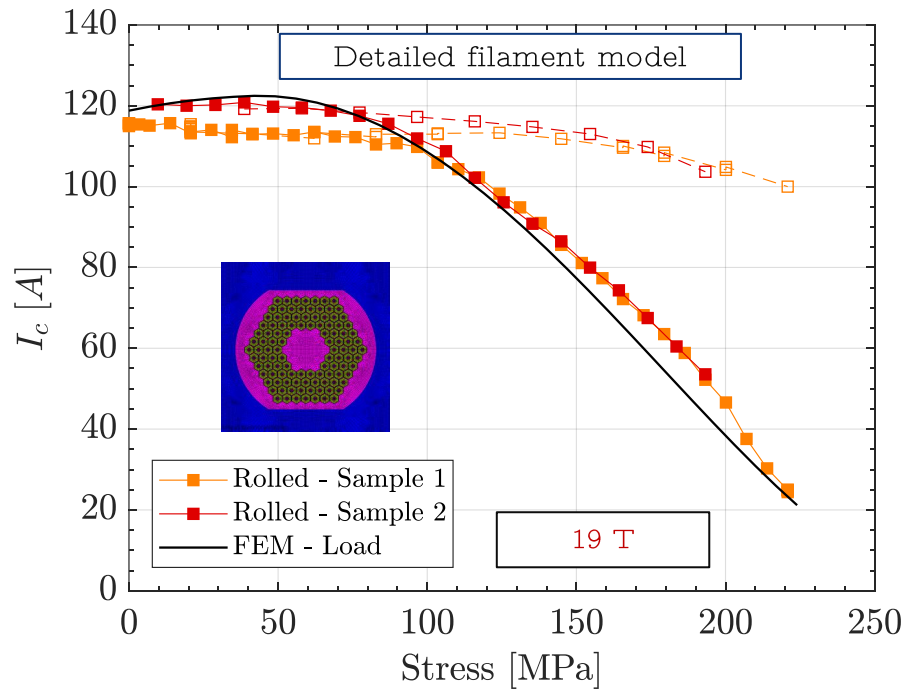 Detailed filament model
140
120
100
80
60
40
20
0
I_c [A]
Rolled - Sample 1
Rolled - Sample 2
FEM - Load
19 T
0 50 100 150 200 250
Stress [MPa]